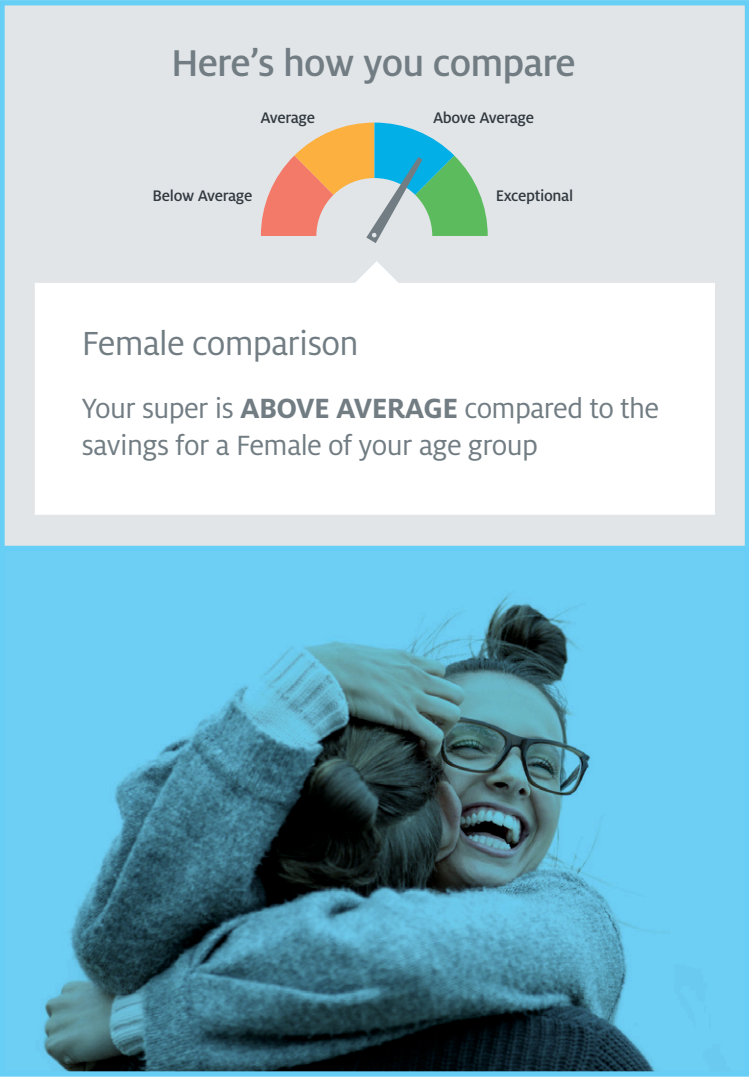 Here's how you compare
Average
Above Average
Below Average
Exceptional
Female comparison
Your super is ABOVE AVERAGE compared to the
savings for a Female of your age group